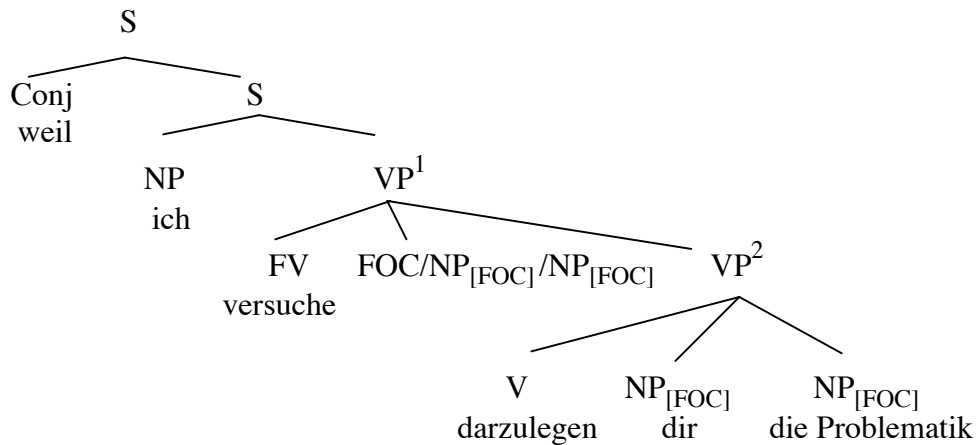 S
Conj S
weil
NP VP1
ich
FV FOC/NP[FOC]/NP[FOC] VP2
versuche
V NP[FOC] NP[FOC]
darzulegen dir die Problematik